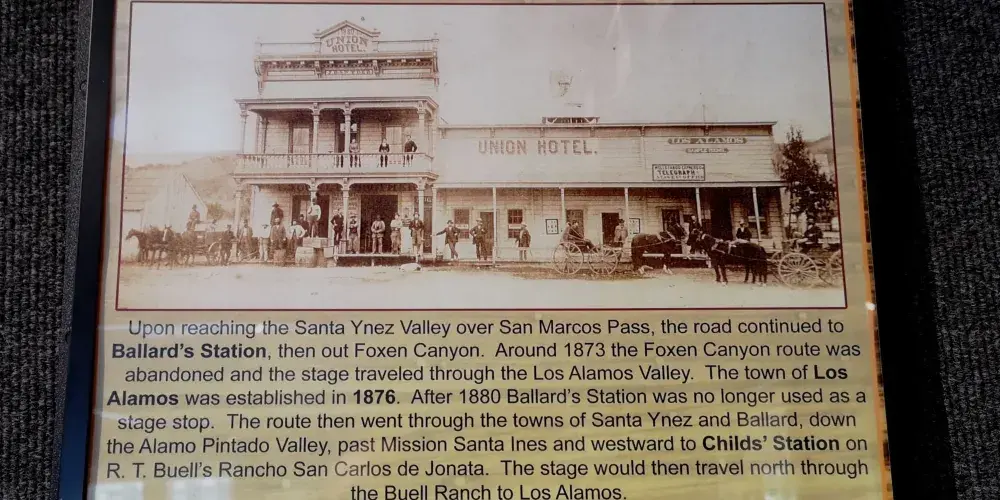 UNION
HOTEL.
UNION HOTEL.
LOS ALAMOS
TELEGRAPH
Upon reaching the Santa Ynez Valley over San Marcos Pass, the road continued to
Ballard's Station, then out Foxen Canyon. Around 1873 the Foxen Canyon route was
abandoned and the stage traveled through the Los Alamos Valley. The town of Los
Alamos was established in 1876. After 1880 Ballard's Station was no longer used as a
stage stop. The route then went through the towns of Santa Ynez and Ballard, down
the Alamo Pintado Valley, past Mission Santa Ines and westward to Childs' Station on
R. T. Buell's Rancho San Carlos de Jonata. The stage would then travel north through
the Buell Ranch to Los Alamos.